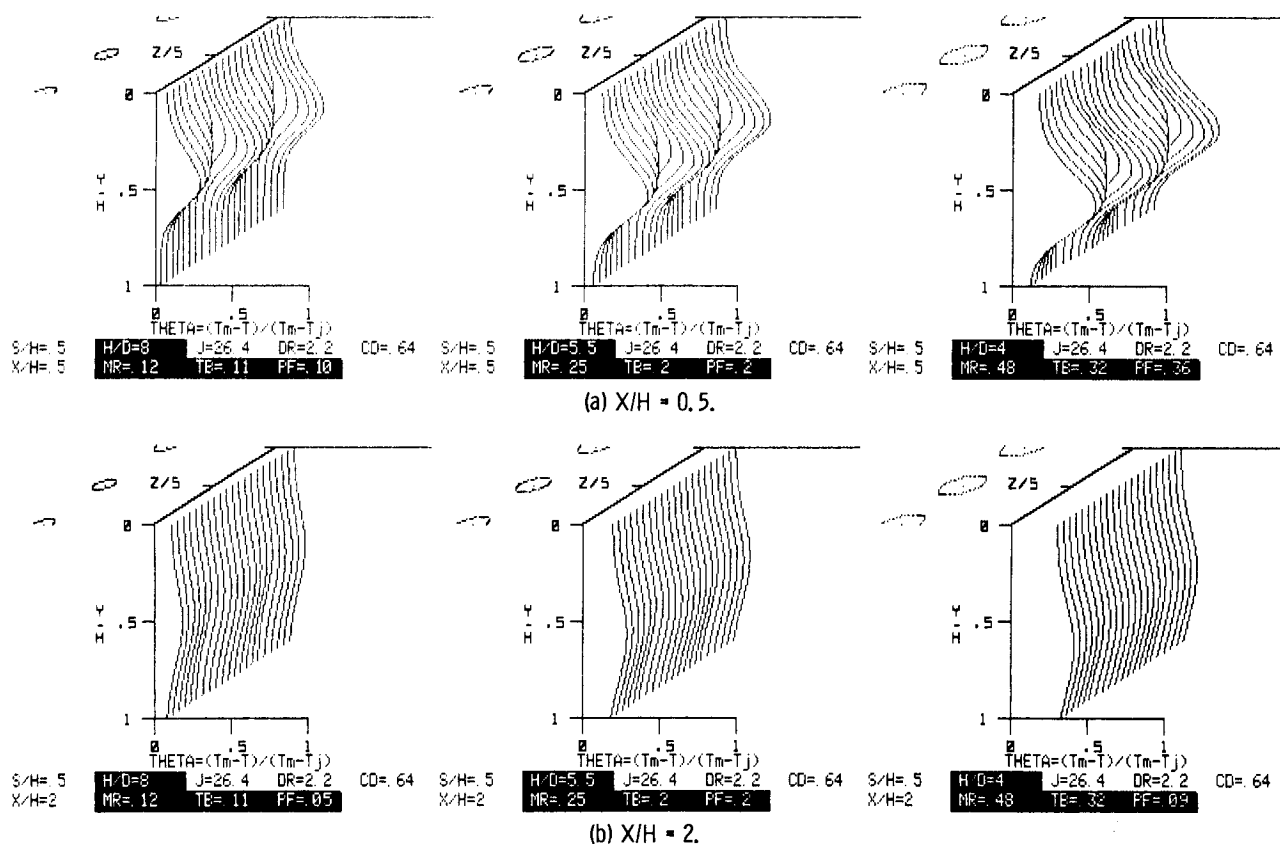 Z/5 Z/5 Z/5
0 0 0
Y/H .5 Y/H .5 Y/H .5
1 1 1
0 .5 1 0 .5 1 0 .5 1
THETA=(Tm-T)/(Tm-Tj) THETA=(Tm-T)/(Tm-Tj) THETA=(Tm-T)/(Tm-Tj)
S/H=.5 H/D=8 J=26.4 DR=2.2 CD=.64 S/H=.5 H/D=5.5 J=26.4 DR=2.2 CD=.64 S/H=.5 H/D=4 J=26.4 DR=2.2 CD=.64
X/H=.5 MR=.12 TB=.11 PF=.10 X/H=.5 MR=.25 TB=.2 PF=.2 X/H=.5 MR=.48 TB=.32 PF=.36
(a) X/H = 0.5.
Z/5 Z/5 Z/5
0 0 0
Y/H .5 Y/H .5 Y/H .5
1 1 1
0 .5 1 0 .5 1 0 .5 1
THETA=(Tm-T)/(Tm-Tj) THETA=(Tm-T)/(Tm-Tj) THETA=(Tm-T)/(Tm-Tj)
S/H=.5 H/D=8 J=26.4 DR=2.2 CD=.64 S/H=.5 H/D=5.5 J=26.4 DR=2.2 CD=.64 S/H=.5 H/D=4 J=26.4 DR=2.2 CD=.64
X/H=2 MR=.12 TB=.11 PF=.05 X/H=2 MR=.25 TB=.2 PF=.2 X/H=2 MR=.48 TB=.32 PF=.09
(b) X/H = 2.